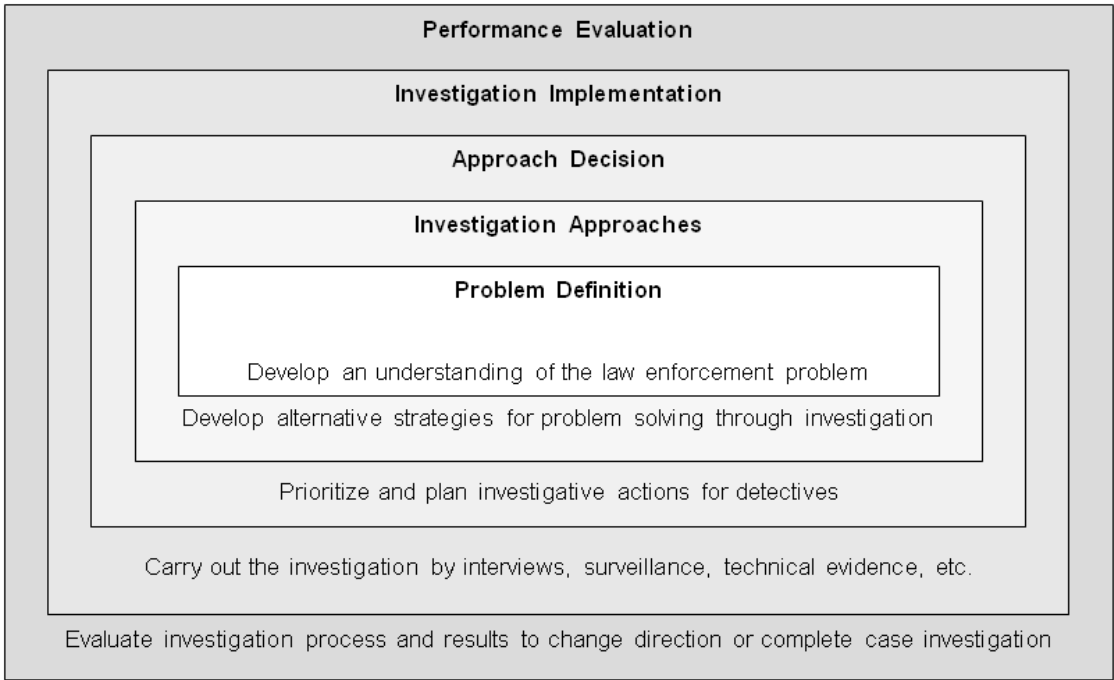 Performance Evaluation
Investigation Implementation
Approach Decision
Investigation Approaches
Problem Definition
Develop an understanding of the law enforcement problem
Develop alternative strategies for problem solving through investigation
Prioritize and plan investigative actions for detectives
Carry out the investigation by interviews, surveillance, technical evidence, etc.
Evaluate investigation process and results to change direction or complete case investigation